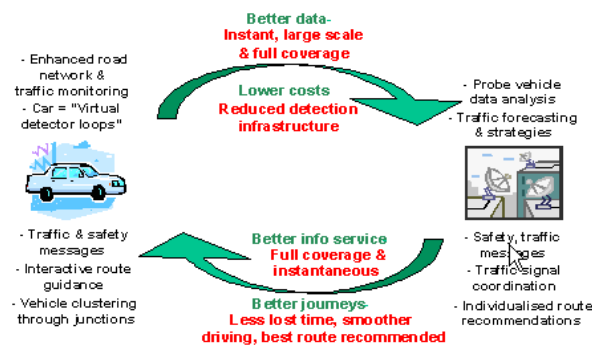 Better data-
Instant, large scale
& full coverage
- Enhanced road
network &
traffic monitoring
- Car = "Virtual
detector loops"
Lower costs
Reduced detection
infrastructure
- Probe vehicle
data analysis
- Traffic forecasting
& strategies
- Traffic & safety
messages
- Interactive route
guidance
- Vehicle clustering
through junctions
Better info service
Full coverage &
instantaneous
Better journeys-
Less lost time, smoother
driving, best route recommended
- Safety, traffic
messages
- Traffic signal
coordination
- Individualised route
recommendations